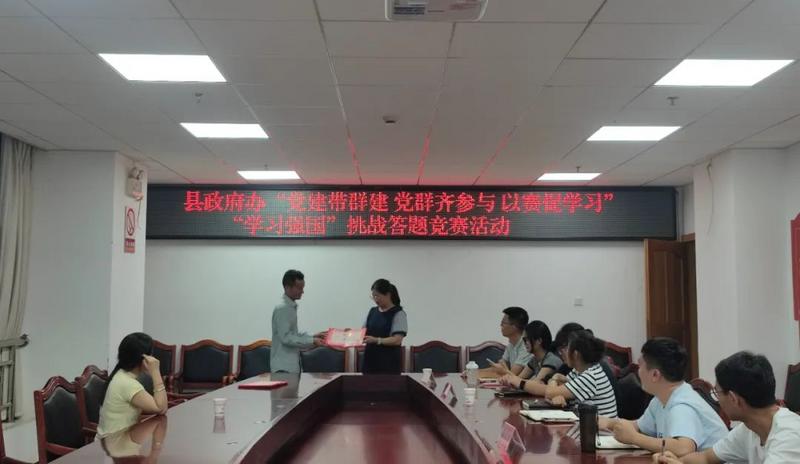 县政府办“党建带群建 党群齐参与 以赛促学习”
“学习强国”挑战答题竞赛活动